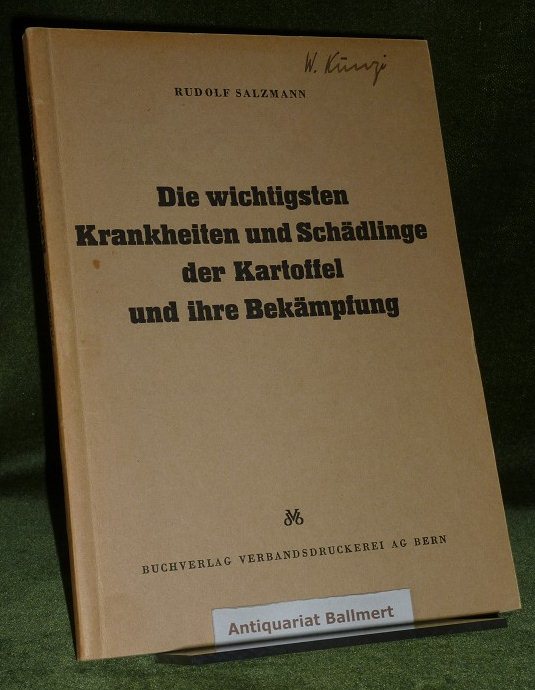 W. Künzi
RUDOLF SALZMANN
Die wichtigsten
Krankheiten und Schädlinge
der Kartoffel
und ihre Bekämpfung
BUCHVERLAG VERBANDSDRUCKEREI AG BERN
Antiquariat Ballmert